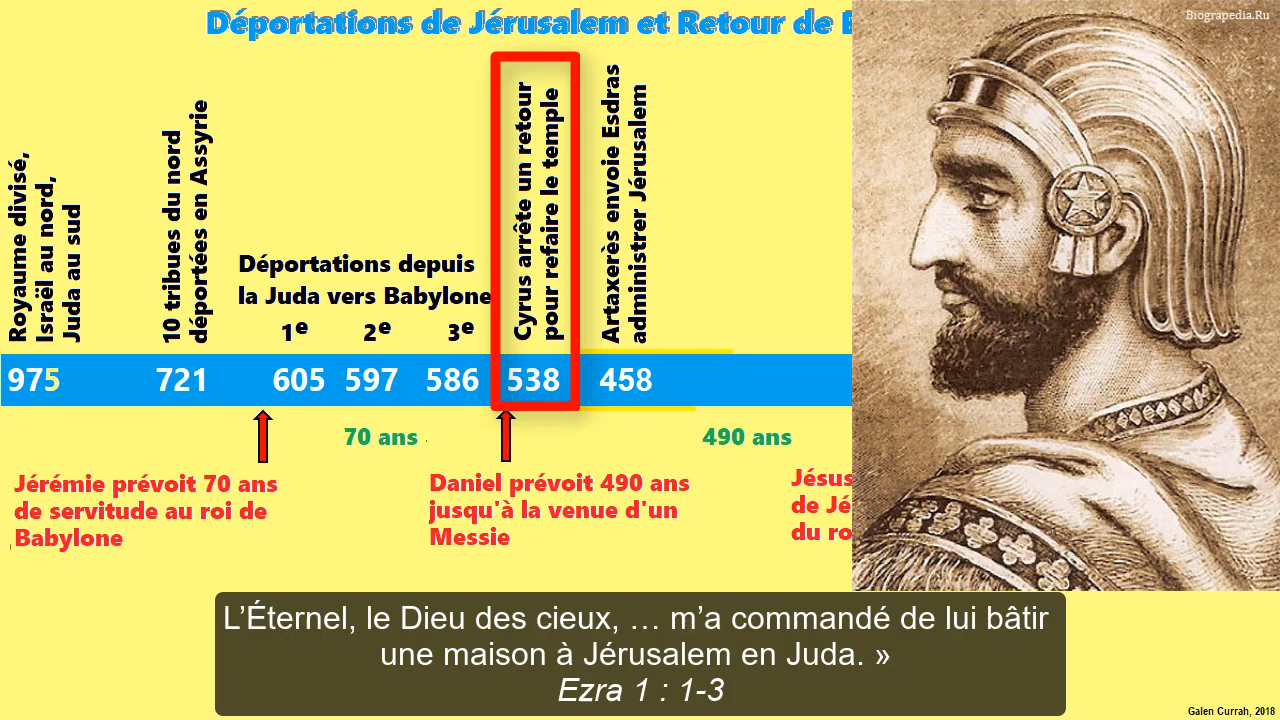 Déportations de Jérusalem et Retour de
Biograpedia.Ru
Royaume divisé,
Israël au nord,
Juda au sud
10 tribues du nord
déportées en Assyrie
Déportations depuis
la Juda vers Babylone
1e 2e 3e
Cyrus arrête un retour
pour refaire le temple
Artaxerès envoie Esdras
administrer Jérusalem
975 721 605 597 586 538 458
70 ans 490 ans
Jérémie prévoit 70 ans
de servitude au roi de
Babylone
Daniel prévoit 490 ans
jusqu'à la venue d'un
Messie
Jésus
de Jé
du ro
L’Éternel, le Dieu des cieux, … m’a commandé de lui bâtir
une maison à Jérusalem en Juda. »
Ezra 1 : 1-3
Galen Currah, 2018